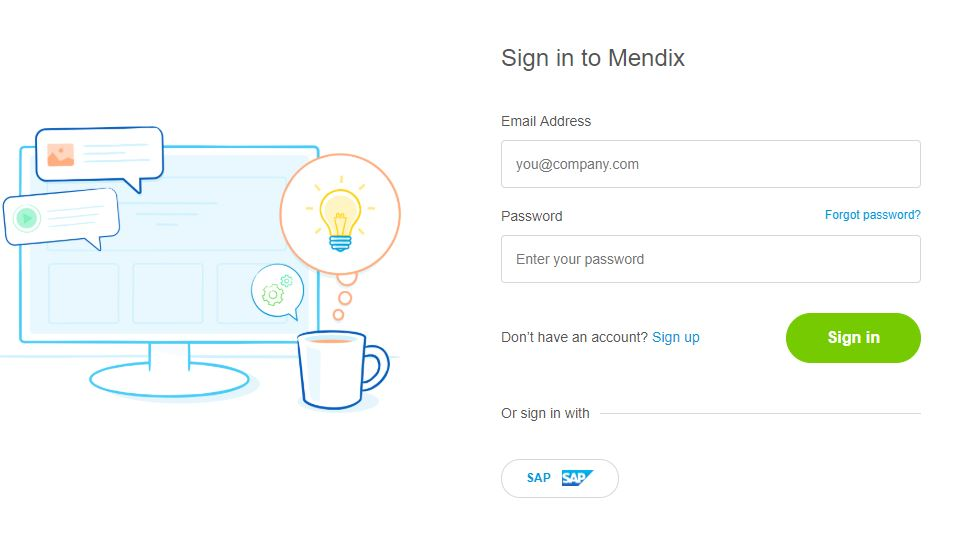 Sign in to Mendix
Email Address
you@company.com
Password
Forgot password?
Enter your password
Don’t have an account? Sign up
Sign in
Or sign in with
SAP SAP